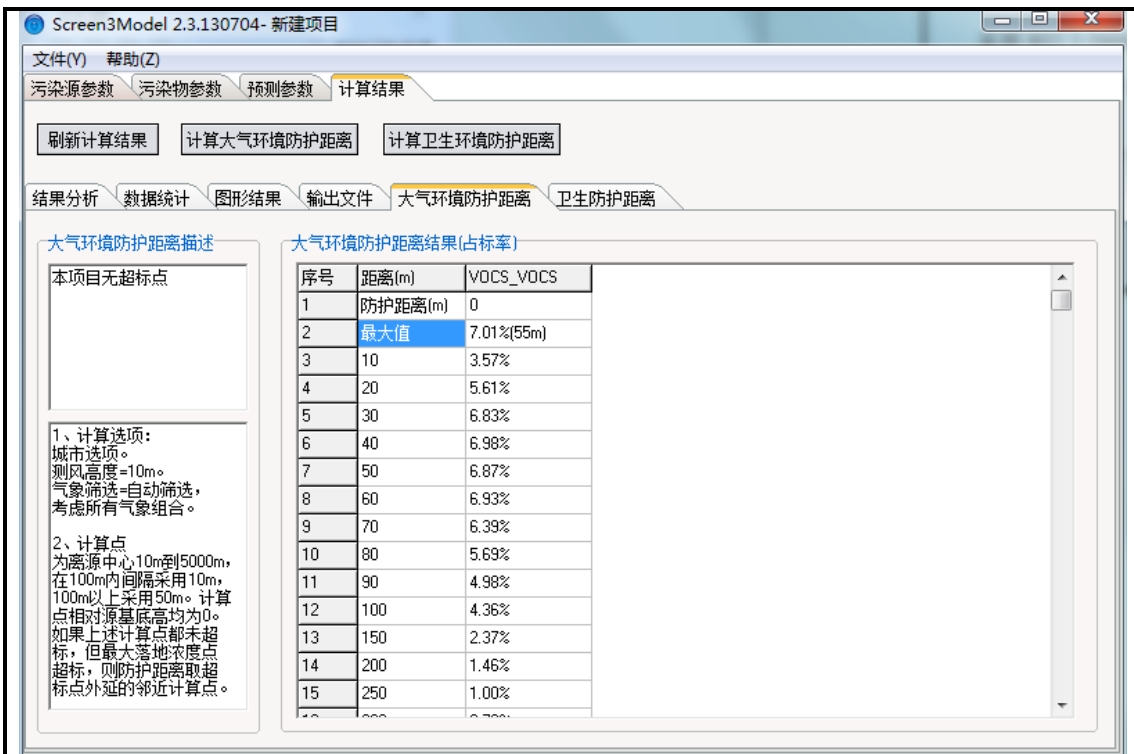 Screen3Model 2.3.130704- 新建项目
文件(Y) 帮助(Z)
污染源参数 污染物参数 预测参数 计算结果
刷新计算结果 计算大气环境防护距离 计算卫生环境防护距离
结果分析 数据统计 图形结果 输出文件 大气环境防护距离 卫生防护距离
大气环境防护距离描述
本项目无超标点
1、计算选项：
城市选项。
测风高度=10m。
气象筛选=自动筛选，
考虑所有气象组合。
2、计算点
为离源中心10m到5000m，
在100m内间隔采用10m，
100m以上采用50m。计算
点相对源基底高均为0。
如果上述计算点都未超
标，但最大落地浓度点
超标，则防护距离取超
标点外延的邻近计算点。
大气环境防护距离结果(占标率)
序号 距离(m) VOCS_VOCS
1 防护距离(m) 0
2 最大值 7.01%(55m)
3 10 3.57%
4 20 5.61%
5 30 6.83%
6 40 6.98%
7 50 6.87%
8 60 6.93%
9 70 6.39%
10 80 5.69%
11 90 4.98%
12 100 4.36%
13 150 2.37%
14 200 1.46%
15 250 1.00%